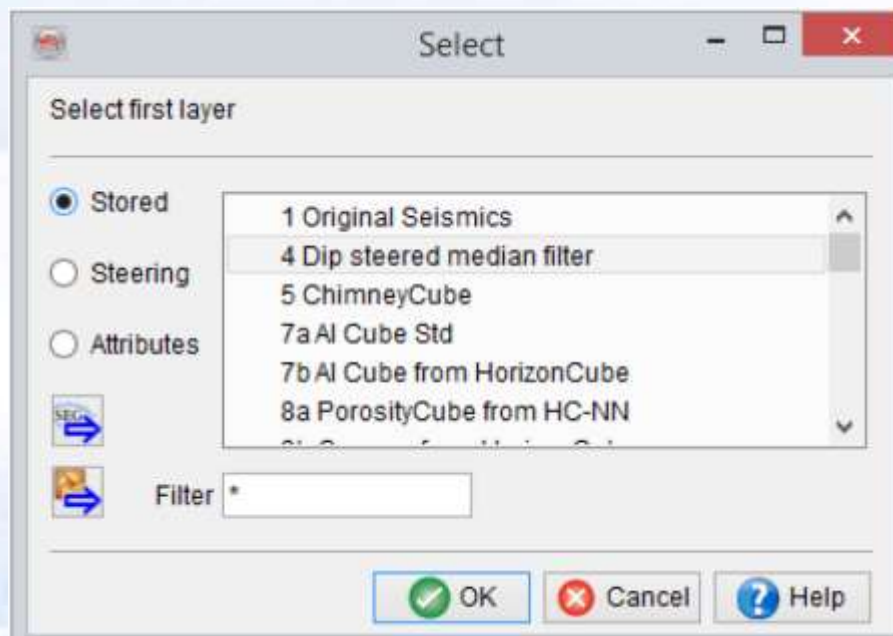 Select
Select first layer
Stored
Steering
Attributes
1 Original Seismics
4 Dip steered median filter
5 ChimneyCube
7a AI Cube Std
7b AI Cube from HorizonCube
8a PorosityCube from HC-NN
SEG
Filter *
OK Cancel Help